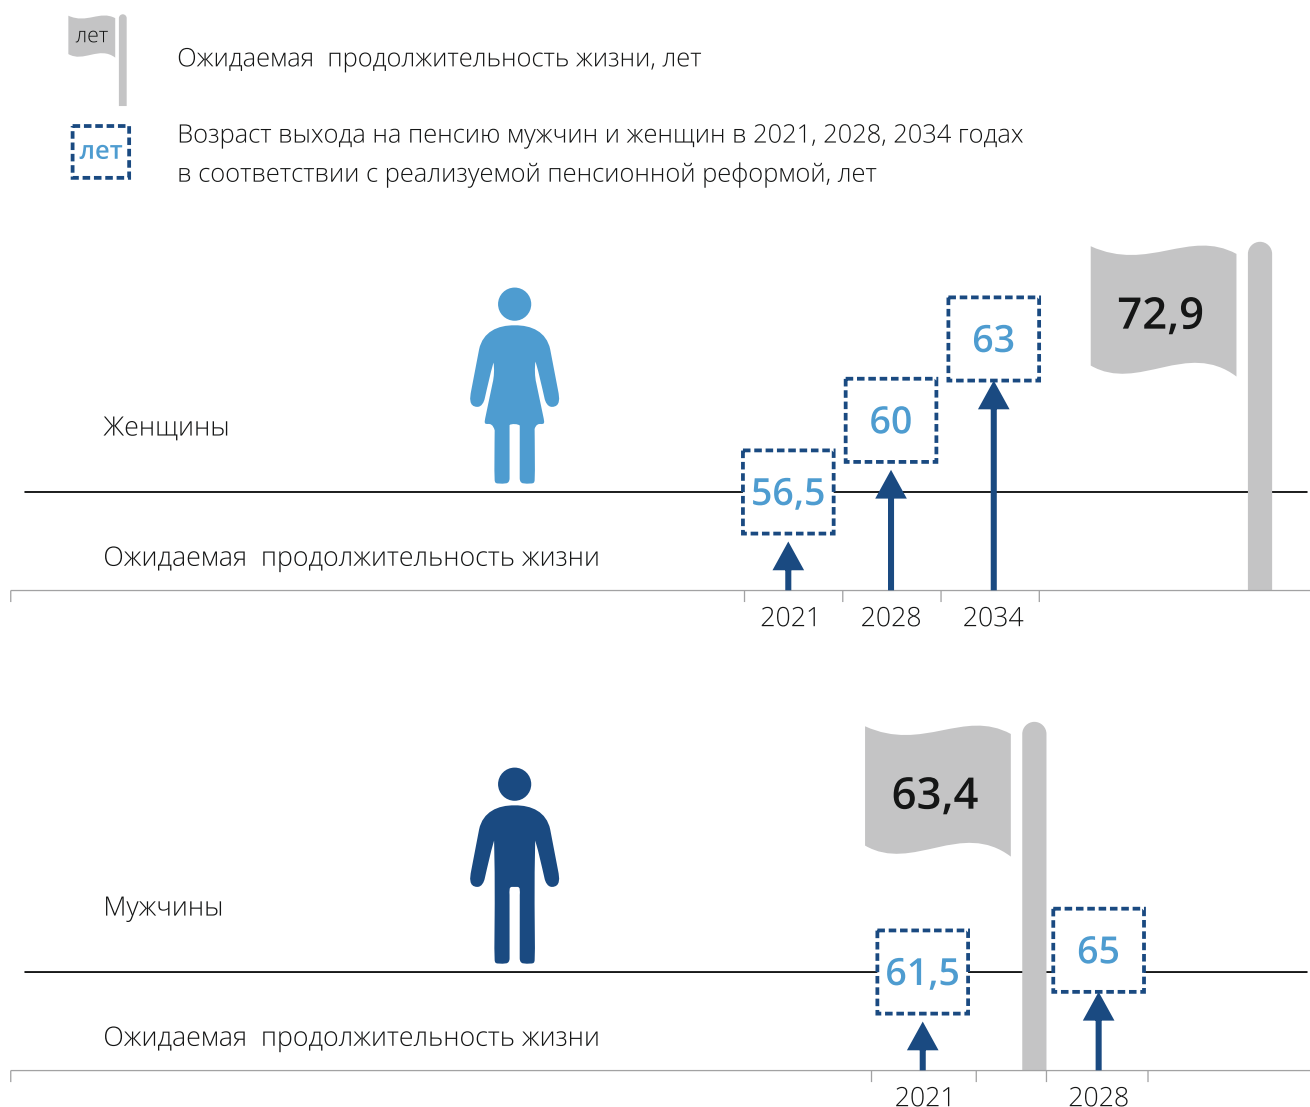 лет
Ожидаемая продолжительность жизни, лет
лет
Возраст выхода на пенсию мужчин и женщин в 2021, 2028, 2034 годах
в соответствии с реализуемой пенсионной реформой, лет
72,9
63
60
Женщины
56,5
Ожидаемая продолжительность жизни
2021
2028
2034
63,4
Мужчины
65
61,5
Ожидаемая продолжительность жизни
2021
2028